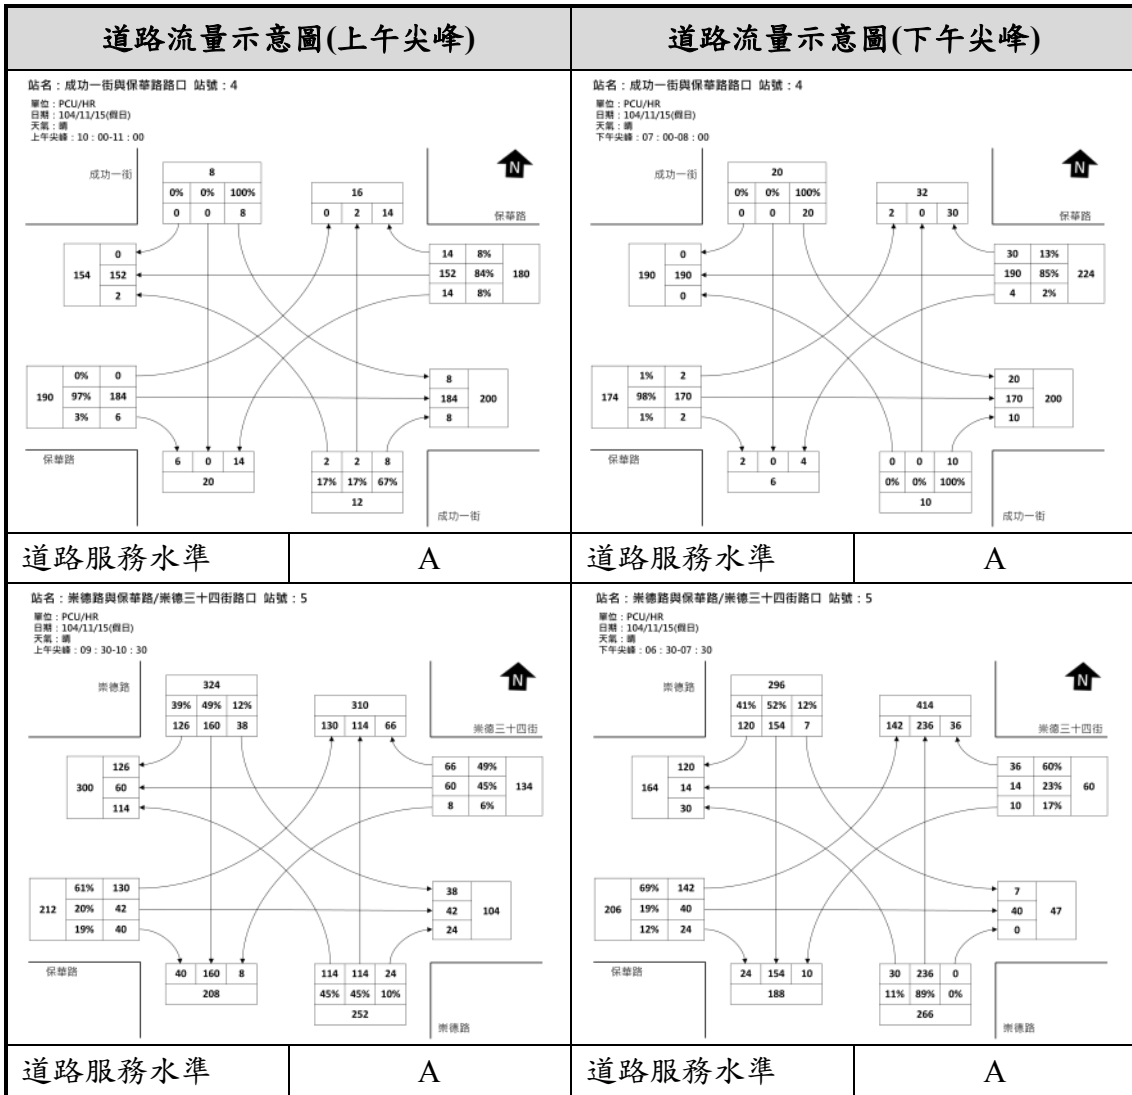 道路流量示意圖(上午尖峰)
道路流量示意圖(下午尖峰)
站名：成功一街與保華路路口 站號：4
單位：PCU/HR
日期：104/11/15(假日)
天氣：晴
上午尖峰：10：00-11：00
N
成功一街
保華路
8
0% 0% 100%
0 0 8
16
0 2 14
154
0
152
2
14 8%
152 84%
14 8%
180
190
0% 0
97% 184
3% 6
8
184
8
200
6 0 14
20
2 2 8
17% 17% 67%
12
保華路
成功一街
站名：成功一街與保華路路口 站號：4
單位：PCU/HR
日期：104/11/15(假日)
天氣：晴
下午尖峰：07：00-08：00
N
成功一街
保華路
20
0% 0% 100%
0 0 20
32
2 0 30
190
0
190
0
30 13%
190 85%
4 2%
224
174
1% 2
98% 170
1% 2
20
170
10
200
2 0 4
6
0 0 10
0% 0% 100%
10
保華路
成功一街
道路服務水準 A
道路服務水準 A
站名：崇德路與保華路/崇德三十四街路口 站號：5
單位：PCU/HR
日期：104/11/15(假日)
天氣：晴
上午尖峰：09：30-10：30
N
崇德路
崇德三十四街
324
39% 49% 12%
126 160 38
310
130 114 66
300
126
60
114
66 49%
60 45%
8 6%
134
212
61% 130
20% 42
19% 40
38
42
24
104
40 160 8
208
114 114 24
45% 45% 10%
252
保華路
崇德路
站名：崇德路與保華路/崇德三十四街路口 站號：5
單位：PCU/HR
日期：104/11/15(假日)
天氣：晴
下午尖峰：06：30-07：30
N
崇德路
崇德三十四街
296
41% 52% 12%
120 154 7
414
142 236 36
164
120
14
30
36 60%
14 23%
10 17%
60
206
69% 142
19% 40
12% 24
7
40
0
47
24 154 10
188
30 236 0
11% 89% 0%
266
保華路
崇德路
道路服務水準 A
道路服務水準 A